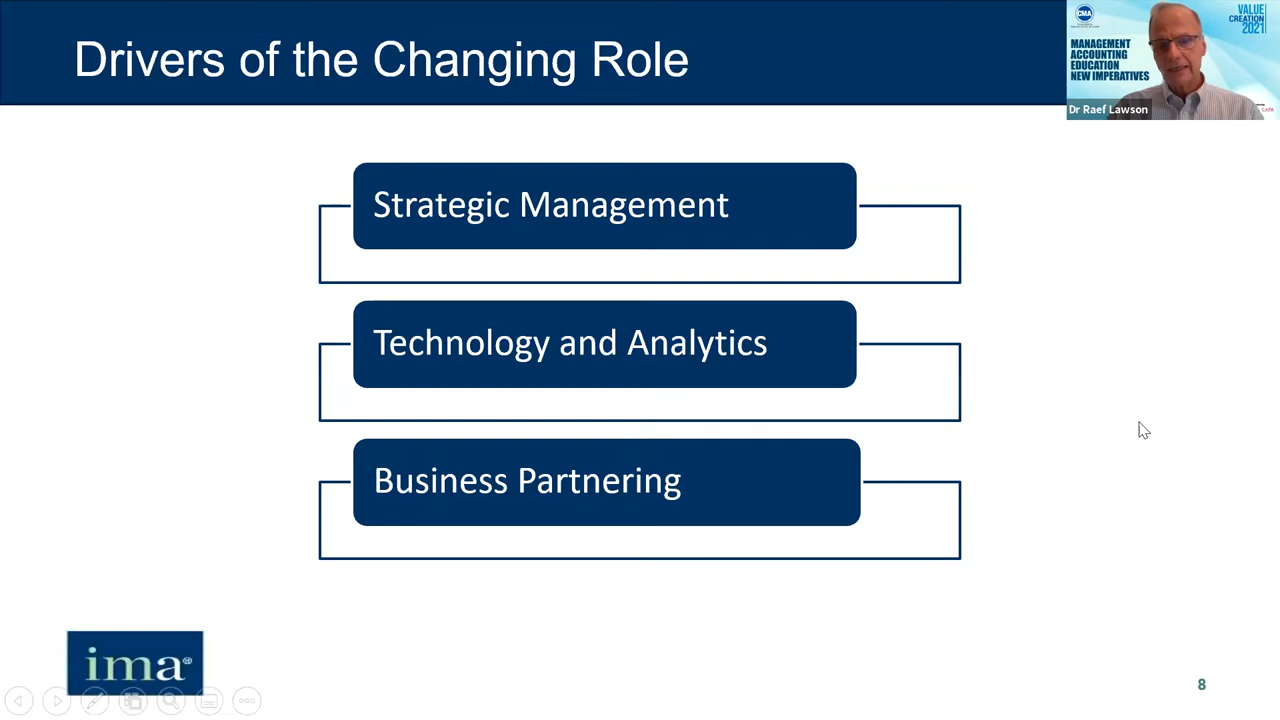 Drivers of the Changing Role
CMA
VALUE
CREATION
2021
MANAGEMENT
ACCOUNTING
EDUCATION
NEW IMPERATIVES
Dr Raef Lawson
Strategic Management
Technology and Analytics
Business Partnering
ima®
8